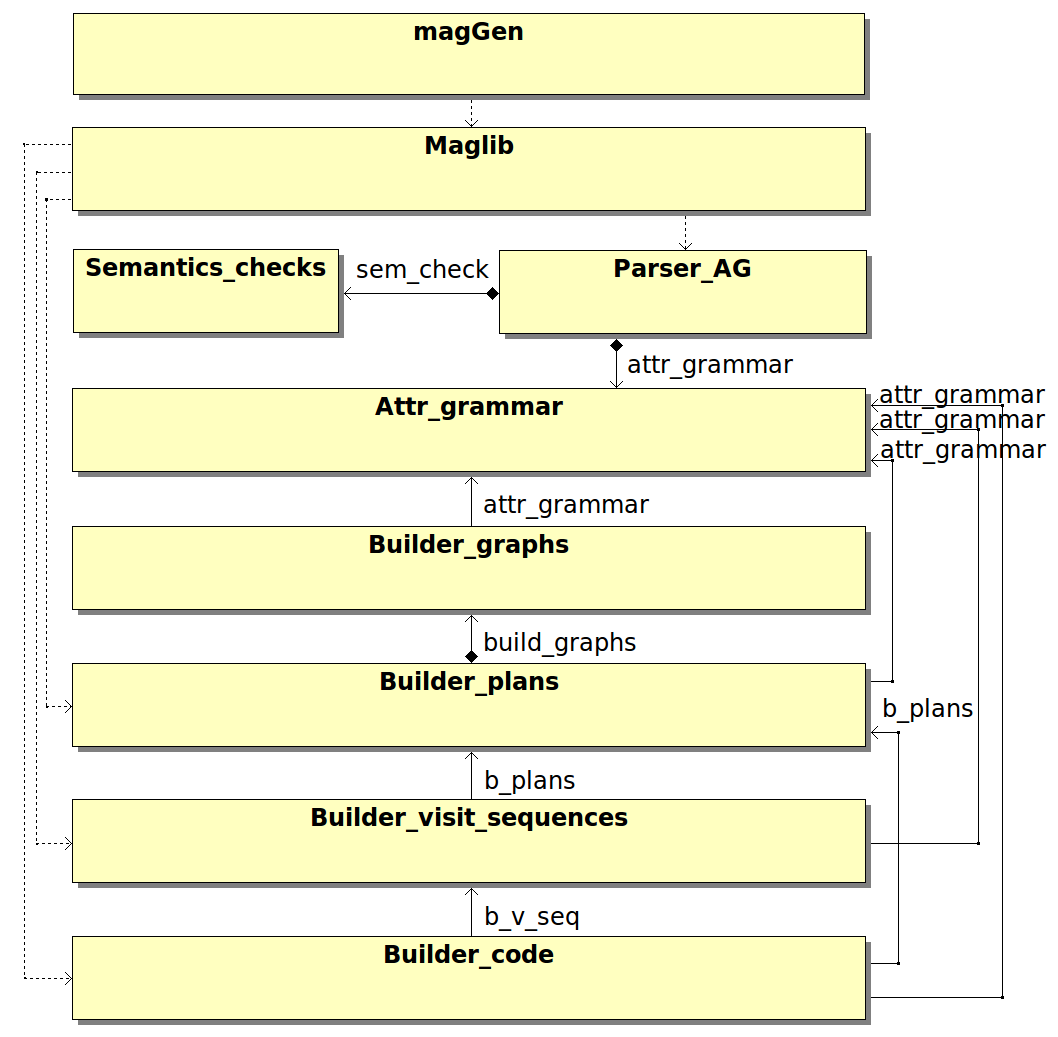 magGen
Maglib
Semantics_checks
sem_check
Parser_AG
attr_grammar
Attr_grammar
attr_grammar
attr_grammar
attr_grammar
attr_grammar
Builder_graphs
build_graphs
Builder_plans
b_plans
b_plans
Builder_visit_sequences
b_v_seq
Builder_code